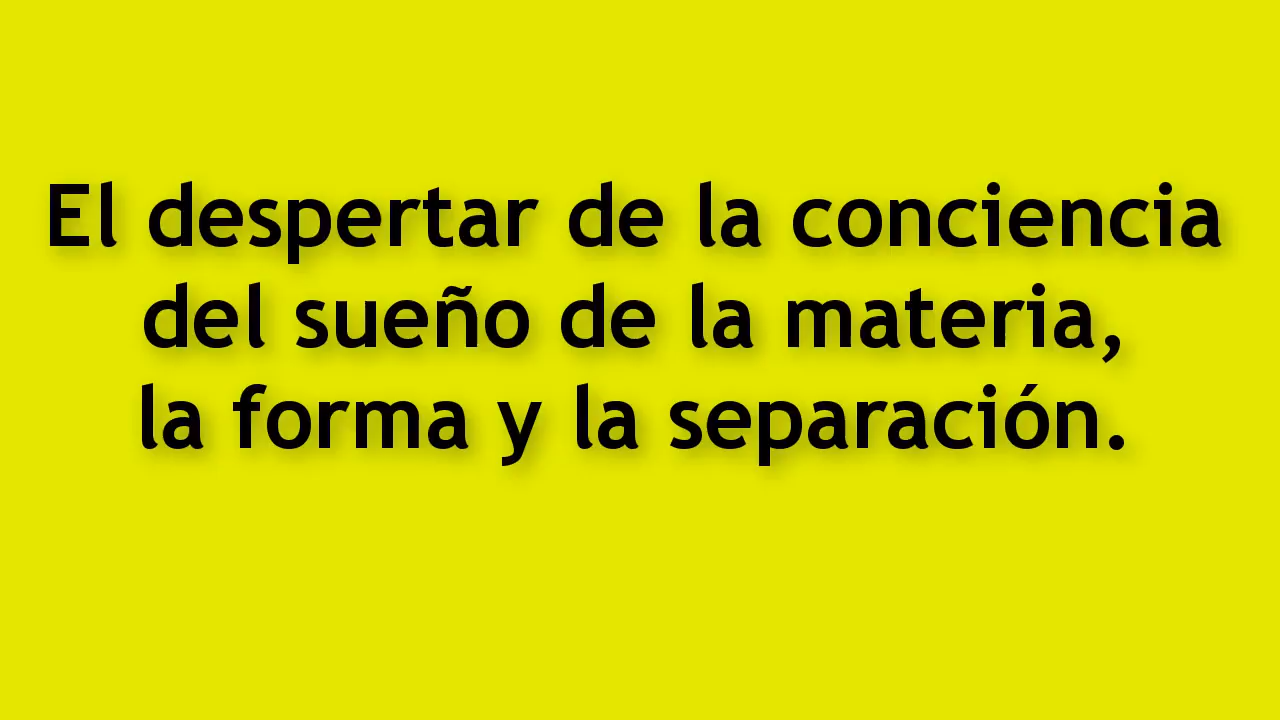 El despertar de la conciencia
del sueño de la materia,
la forma y la separación.